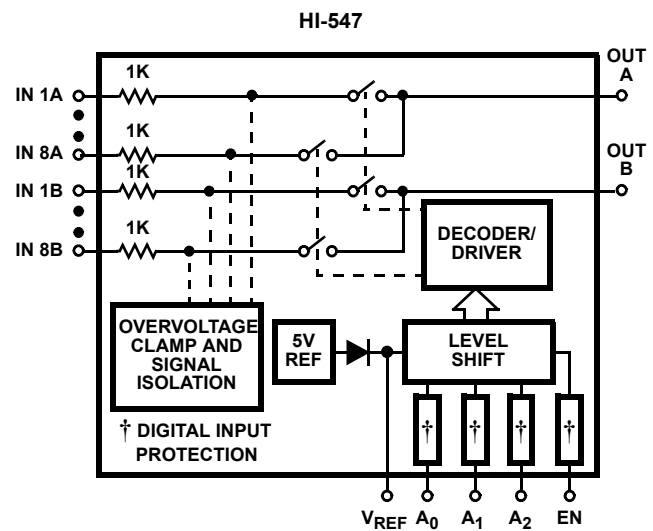 HI-547
OUT
A
1K
IN 1A
1K
IN 8A
1K
IN 1B
OUT
B
1K
IN 8B
DECODER/
DRIVER
OVERVOLTAGE
CLAMP AND
SIGNAL
ISOLATION
5V
REF
LEVEL
SHIFT
† DIGITAL INPUT
PROTECTION
† † † †
VREF A0 A1 A2 EN